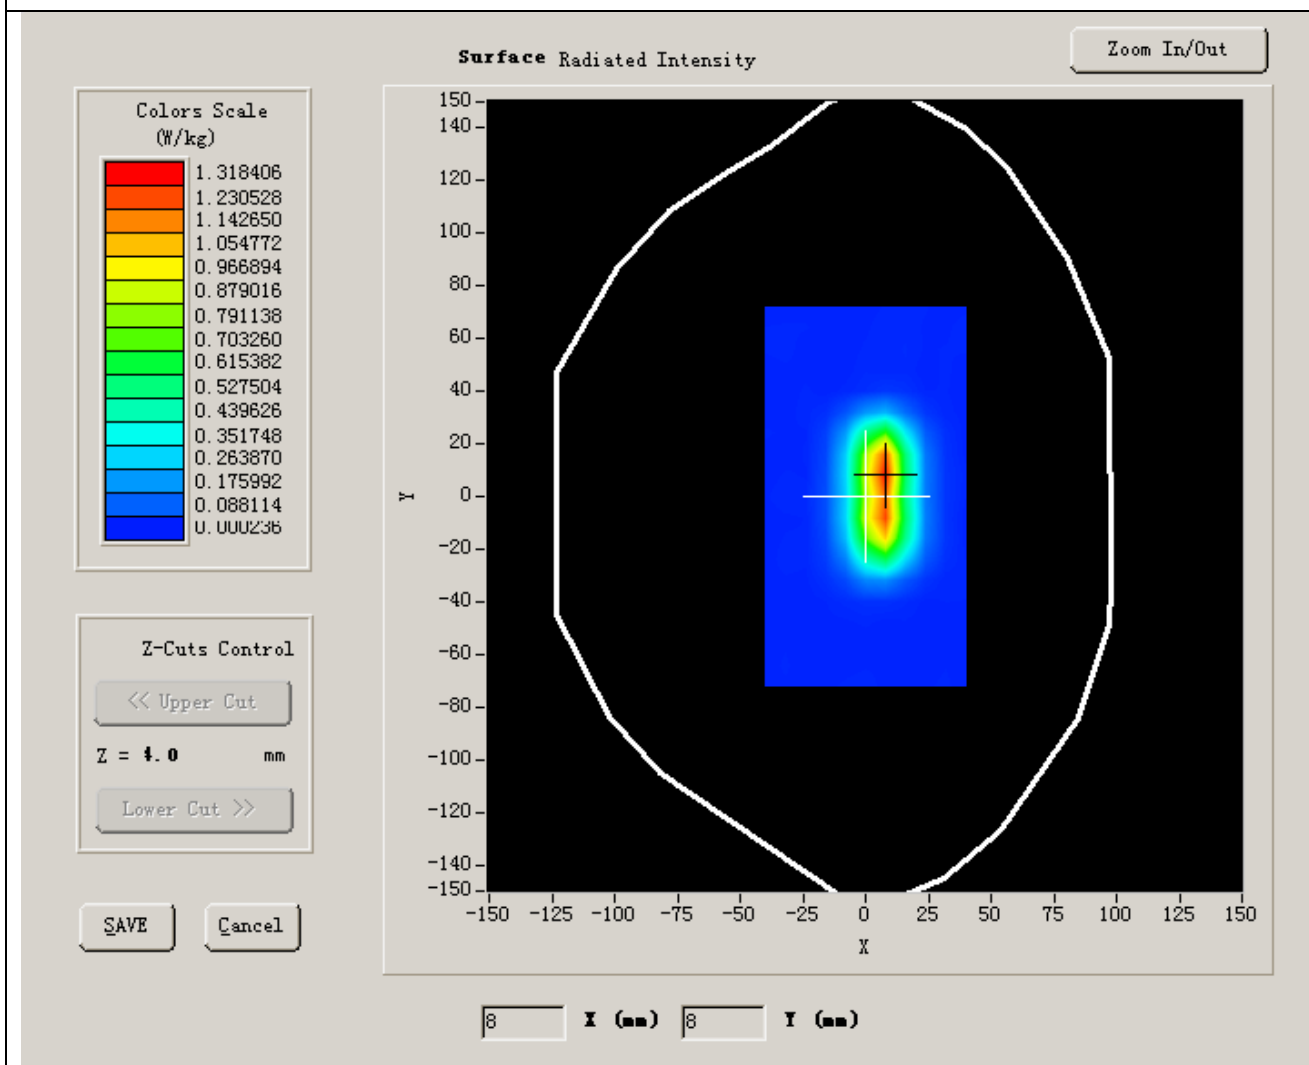 Surface Radiated Intensity
Zoom In/Out
Colors Scale
(W/kg)
1.318406
1.230528
1.142650
1.054772
0.966894
0.879016
0.791138
0.703260
0.615382
0.527504
0.439626
0.351748
0.263870
0.175992
0.088114
0.000236
Z-Cuts Control
<< Upper Cut
Z = 4.0 mm
Lower Cut >>
SAVE Cancel
150
140
120
100
80
60
40
20
0
-20
-40
-60
-80
-100
-120
-140
-150
Y
-150 -125 -100 -75 -50 -25 0 25 50 75 100 125 150
X
8 X (mm) 8 Y (mm)